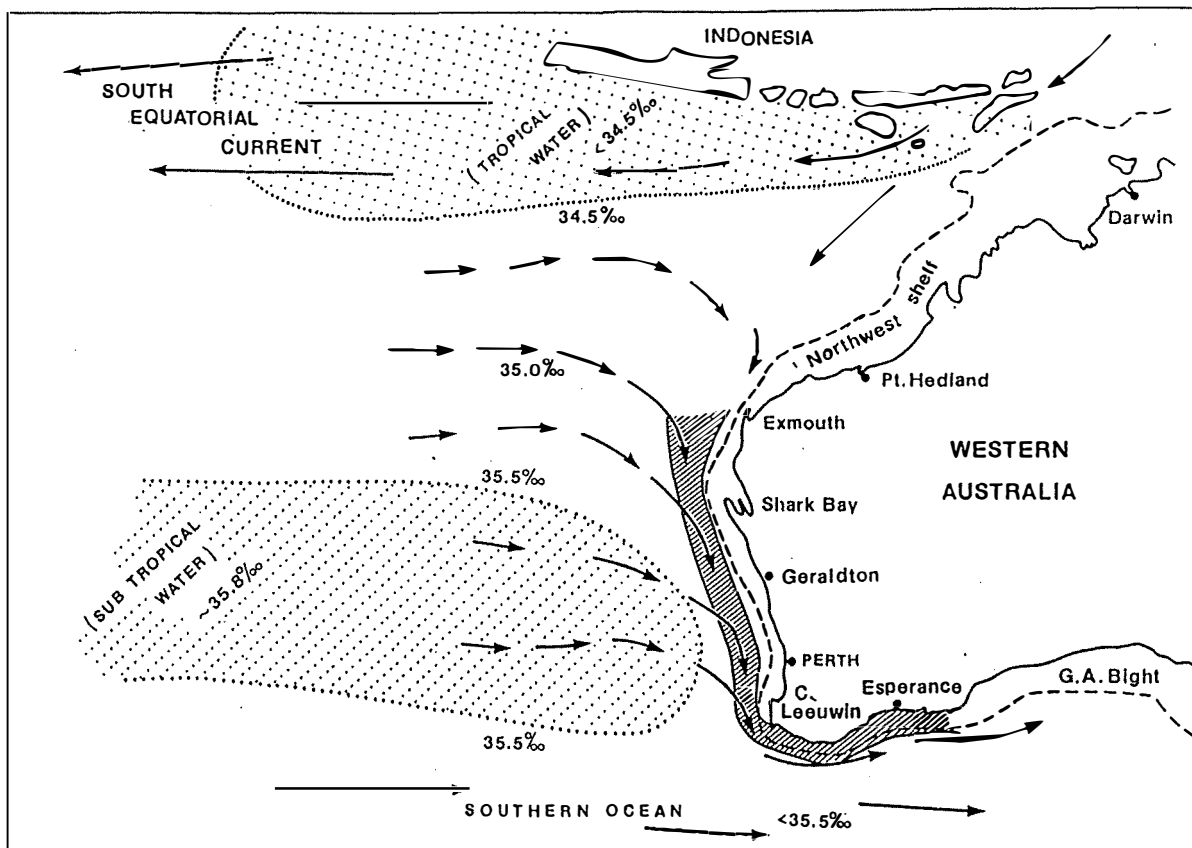 INDONESIA
SOUTH
EQUATORIAL
CURRENT
(TROPICAL
WATER)
<34.5‰
34.5‰
Darwin
Northwest shelf
35.0‰
Pt. Hedland
Exmouth
WESTERN
AUSTRALIA
35.5‰
Shark Bay
(SUB TROPICAL
WATER)
~35.8‰
Geraldton
PERTH
C.
Leeuwin
Esperance
G.A. Bight
35.5‰
SOUTHERN OCEAN
<35.5‰